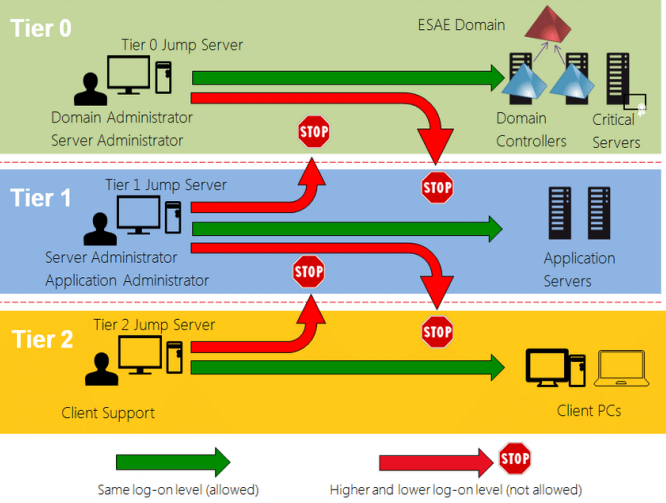 Tier 0
Tier 0 Jump Server
ESAE Domain
Domain Administrator
Server Administrator
STOP
Domain
Controllers
Critical
Servers
Tier 1
Tier 1 Jump Server
STOP
Server Administrator
Application Administrator
STOP
Application
Servers
Tier 2
Tier 2 Jump Server
STOP
Client Support
Client PCs
STOP
Same log-on level (allowed)
Higher and lower log-on level (not allowed)